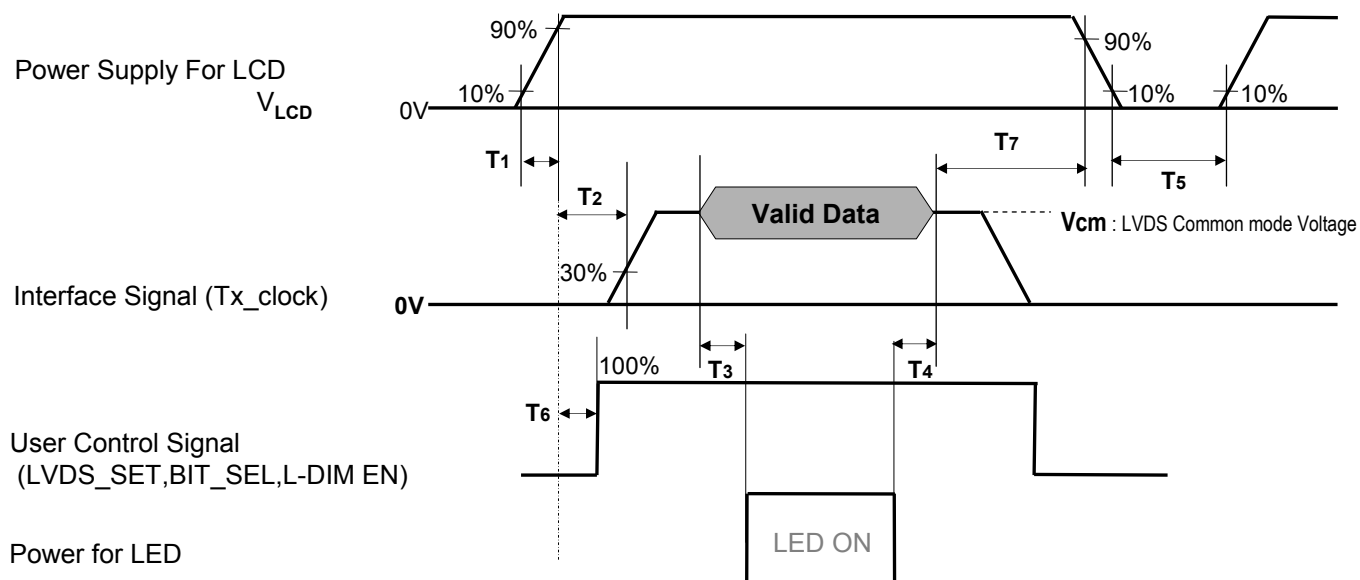 90%
90%
Power Supply For LCD
VLCD
10%
10%
10%
0V
T1
T7
T5
T2
Valid Data
Vcm : LVDS Common mode Voltage
30%
Interface Signal (Tx_clock)
0V
100%
T3
T4
T6
User Control Signal
(LVDS_SET,BIT_SEL,L-DIM EN)
LED ON
Power for LED